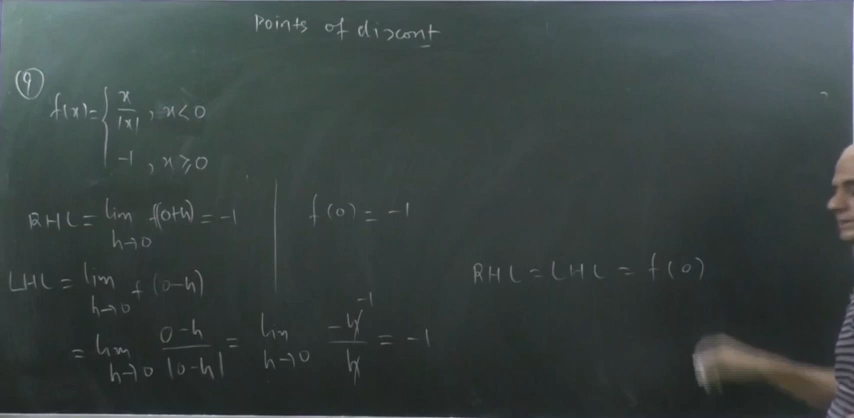 Points of discont
(9)
f(x) = { x/|x| , x < 0
-1 , x ≥ 0
RHL = lim h→0 f(0+h) = -1
f(0) = -1
LHL = lim h→0 f(0-h)
= lim h→0 0-h/|0-h| = lim h→0 -h/h -1 = -1
RHL = LHL = f(0)